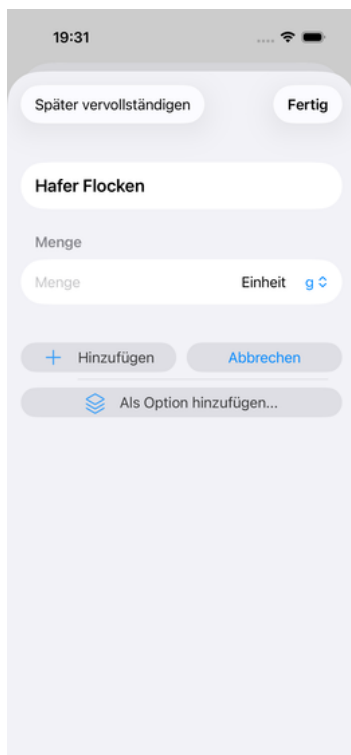 19:31
Später vervollständigen
Fertig
Hafer Flocken
Menge
Menge Einheit g
Hinzufügen Abbrechen
Als Option hinzufügen...